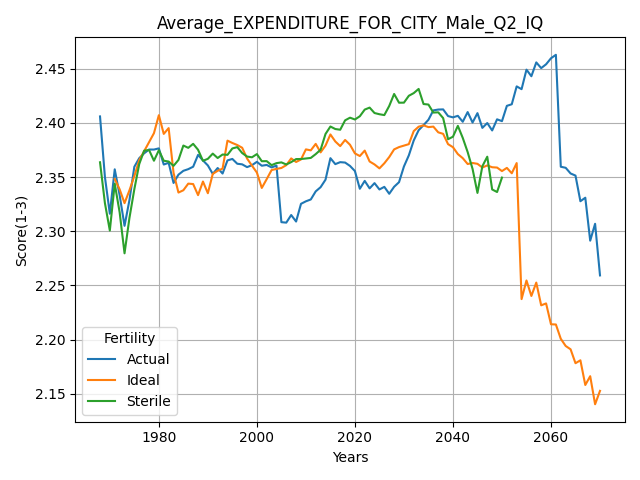 Average_EXPENDITURE_FOR_CITY_Male_Q2_IQ
Score(1-3)
2.45
2.40
2.35
2.30
2.25
2.20
2.15
Fertility
Actual
Ideal
Sterile
1980 2000 2020 2040 2060
Years